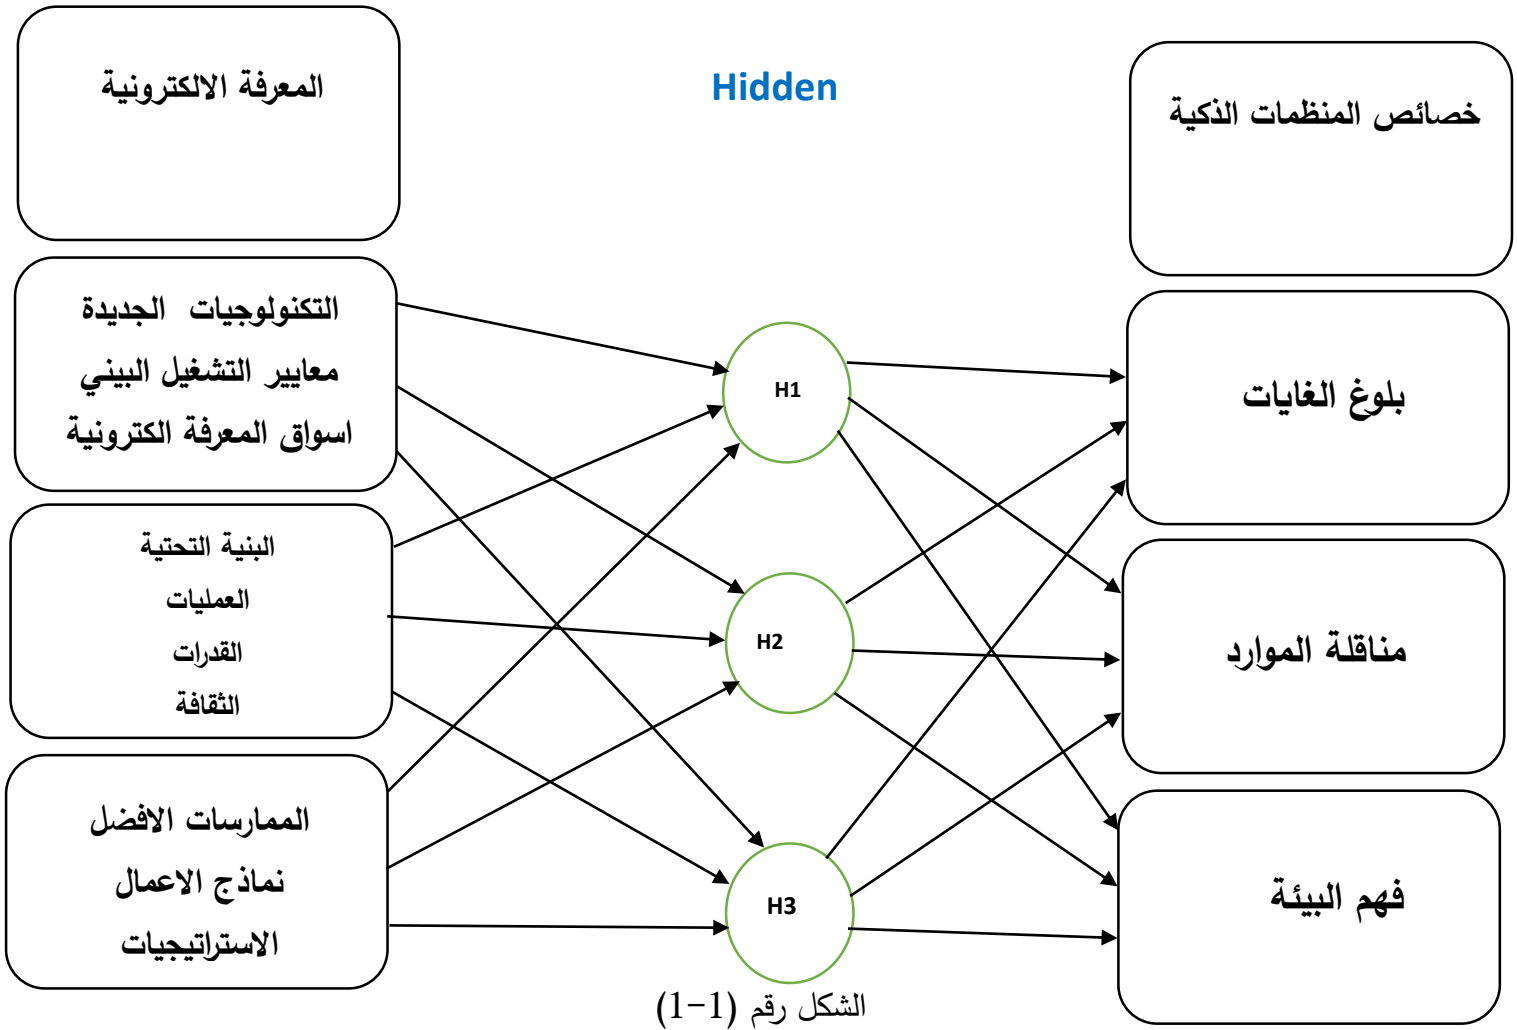 المعرفة الالكترونية
Hidden
خصائص المنظمات الذكية
التكنولوجيات الجديدة
معايير التشغيل البيني
اسواق المعرفة الكترونية
البنية التحتية
العمليات
القدرات
الثقافة
الممارسات الافضل
نماذج الاعمال
الاستراتيجيات
H1
H2
H3
بلوغ الغايات
مناقلة الموارد
فهم البيئة
الشكل رقم (1-1)